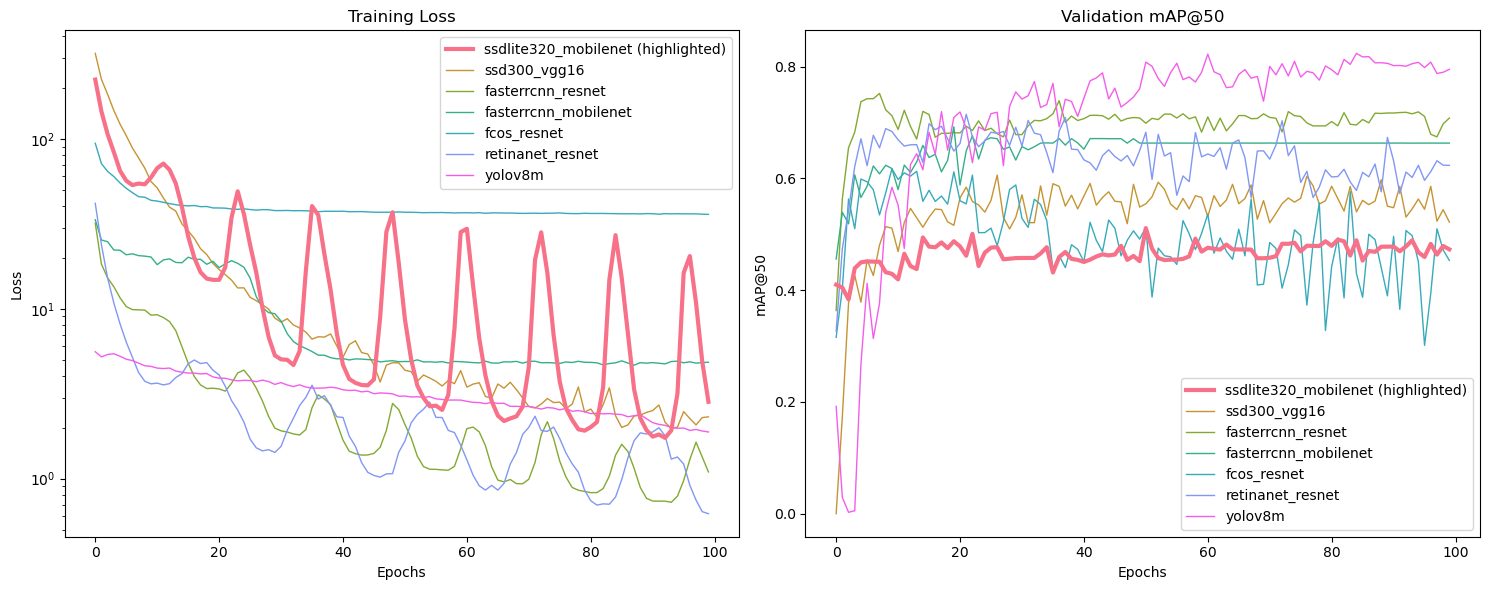 Training Loss
Loss
10²
10¹
10⁰
0
20
40
60
80
100
Epochs
ssdlite320_mobilenet (highlighted)
ssd300_vgg16
fasterrcnn_resnet
fasterrcnn_mobilenet
fcos_resnet
retinanet_resnet
yolov8m
Validation mAP@50
mAP@50
0.8
0.6
0.4
0.2
0.0
0
20
40
60
80
100
Epochs
ssdlite320_mobilenet (highlighted)
ssd300_vgg16
fasterrcnn_resnet
fasterrcnn_mobilenet
fcos_resnet
retinanet_resnet
yolov8m